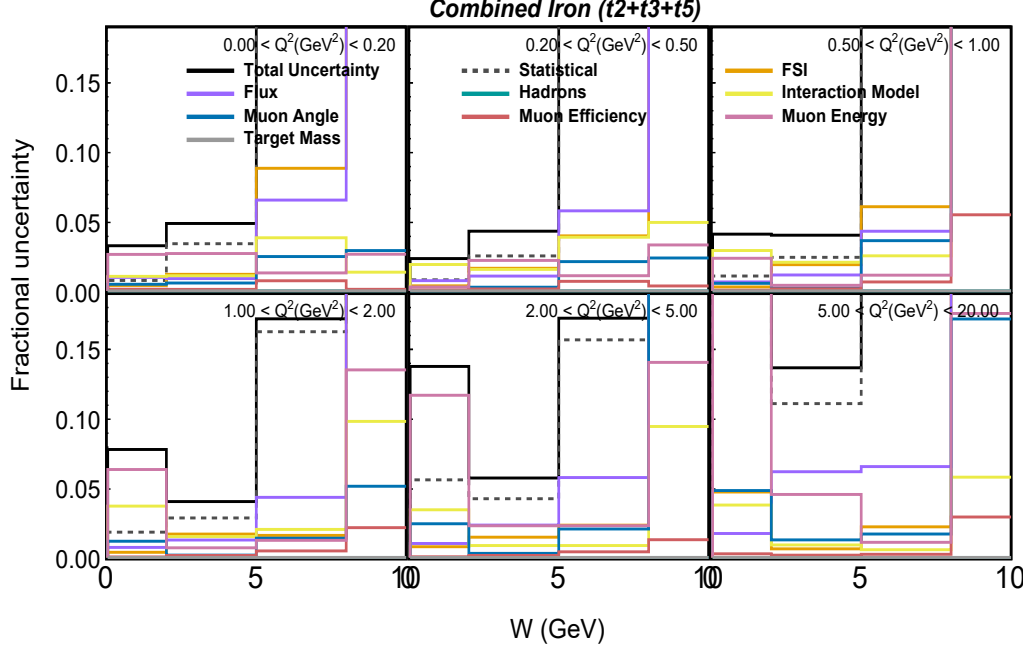 Combined Iron (t2+t3+t5)
0.00 < Q²(GeV²) < 0.20
0.20 < Q²(GeV²) < 0.50
0.50 < Q²(GeV²) < 1.00
Total Uncertainty
Flux
Muon Angle
Target Mass
Statistical
Hadrons
Muon Efficiency
FSI
Interaction Model
Muon Energy
0.15
0.10
0.05
0.00
1.00 < Q²(GeV²) < 2.00
2.00 < Q²(GeV²) < 5.00
5.00 < Q²(GeV²) < 20.00
0.15
0.10
0.05
0.00
Fractional uncertainty
0 5 10 0 5 10 0 5 10
W (GeV)